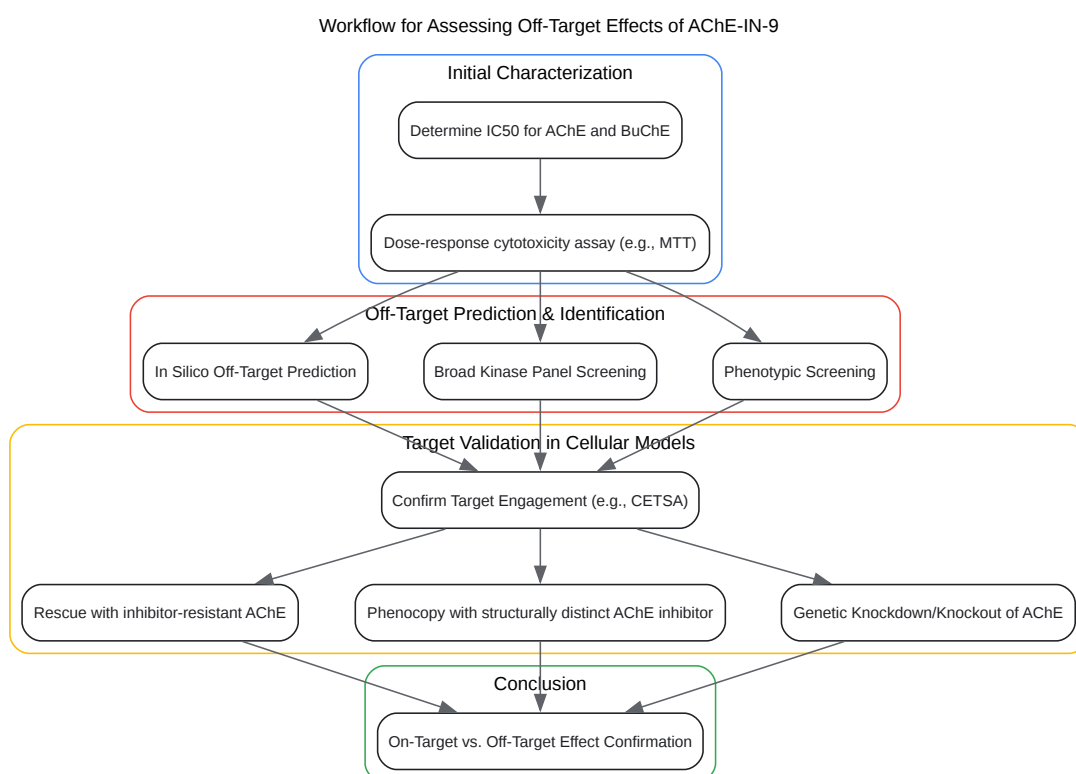 Workflow for Assessing Off-Target Effects of AChE-IN-9
Initial Characterization
Determine IC50 for AChE and BuChE
Dose-response cytotoxicity assay (e.g., MTT)
Off-Target Prediction & Identification
In Silico Off-Target Prediction
Broad Kinase Panel Screening
Phenotypic Screening
Target Validation in Cellular Models
Confirm Target Engagement (e.g., CETSA)
Rescue with inhibitor-resistant AChE
Phenocopy with structurally distinct AChE inhibitor
Genetic Knockdown/Knockout of AChE
Conclusion
On-Target vs. Off-Target Effect Confirmation